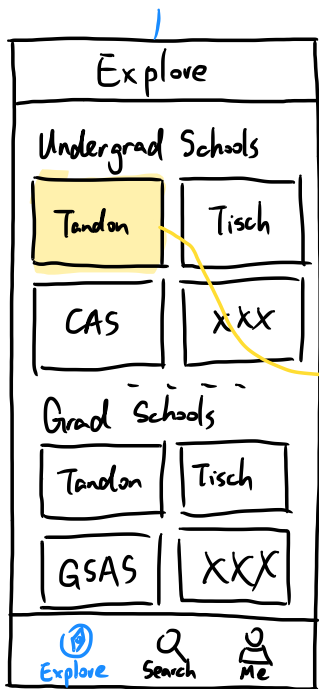 Explore
Undergrad Schools
Tandon Tisch
CAS XXX
Grad Schools
Tandon Tisch
GSAS XXX
Explore Search Me